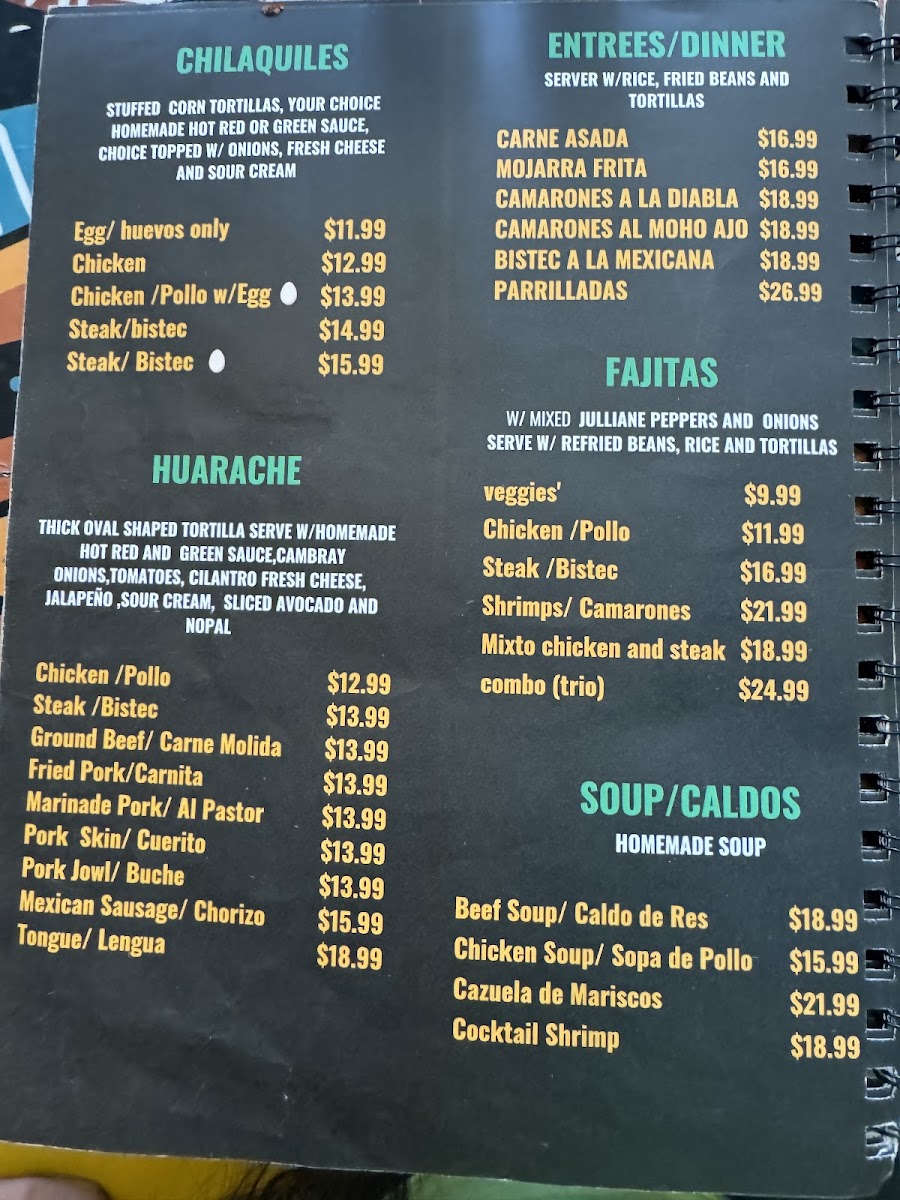 CHILAQUILES
STUFFED CORN TORTILLAS, YOUR CHOICE
HOMEMADE HOT RED OR GREEN SAUCE,
CHOICE TOPPED W/ ONIONS, FRESH CHEESE
AND SOUR CREAM
Egg/ huevos only $11.99
Chicken $12.99
Chicken /Pollo w/Egg $13.99
Steak/bistec $14.99
Steak/ Bistec $15.99
HUARACHE
THICK OVAL SHAPED TORTILLA SERVE W/HOMEMADE
HOT RED AND GREEN SAUCE,CAMBRAY
ONIONS,TOMATOES, CILANTRO FRESH CHEESE,
JALAPEÑO ,SOUR CREAM, SLICED AVOCADO AND
NOPAL
Chicken /Pollo $12.99
Steak /Bistec $13.99
Ground Beef/ Carne Molida $13.99
Fried Pork/Carnita $13.99
Marinade Pork/ Al Pastor $13.99
Pork Skin/ Cuerito $13.99
Pork Jowl/ Buche $13.99
Mexican Sausage/ Chorizo $15.99
Tongue/ Lengua $18.99
ENTREES/DINNER
SERVER W/RICE, FRIED BEANS AND
TORTILLAS
CARNE ASADA $16.99
MOJARRA FRITA $16.99
CAMARONES A LA DIABLA $18.99
CAMARONES AL MOHO AJO $18.99
BISTEC A LA MEXICANA $18.99
PARRILLADAS $26.99
FAJITAS
W/ MIXED JULLIANE PEPPERS AND ONIONS
SERVE W/ REFRIED BEANS, RICE AND TORTILLAS
veggies' $9.99
Chicken /Pollo $11.99
Steak /Bistec $16.99
Shrimps/ Camarones $21.99
Mixto chicken and steak $18.99
combo (trio) $24.99
SOUP/CALDOS
HOMEMADE SOUP
Beef Soup/ Caldo de Res $18.99
Chicken Soup/ Sopa de Pollo $15.99
Cazuela de Mariscos $21.99
Cocktail Shrimp $18.99